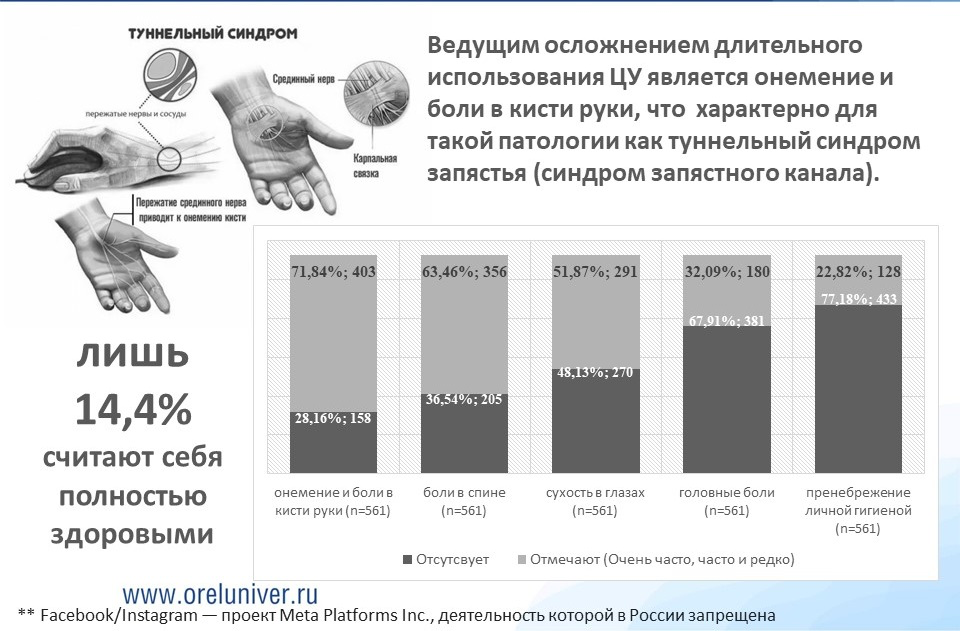 ТУННЕЛЬНЫЙ СИНДРОМ
Срединный нерв
пережатые нервы и сосуды
Карпальная
связка
Пережатие срединного нерва
приводит к онемению кисти
Ведущим осложнением длительного
использования ЦУ является онемение и
боли в кисти руки, что характерно для
такой патологии как туннельный синдром
запястья (синдром запястного канала).
лишь
14,4%
считают себя
полностью
здоровыми
71,84%; 403
63,46%; 356
51,87%; 291
32,09%; 180
22,82%; 128
28,16%; 158
36,54%; 205
48,13%; 270
67,91%; 381
77,18%; 433
онемение и боли в
кисти руки (n=561)
боли в спине
(n=561)
сухость в глазах
(n=561)
головные боли
(n=561)
пренебрежение
личной гигиеной
(n=561)
Отсутсвует
Отмечают (Очень часто, часто и редко)
www.oreluniver.ru
** Facebook/Instagram — проект Meta Platforms Inc., деятельность которой в России запрещена